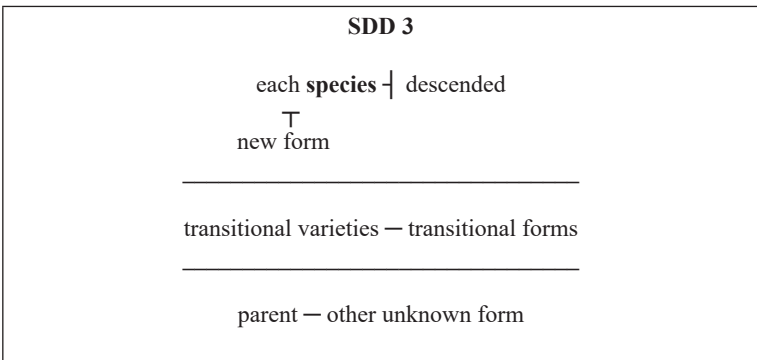 SDD 3
each species ┤ descended
┬
new form
transitional varieties ─ transitional forms
parent ─ other unknown form